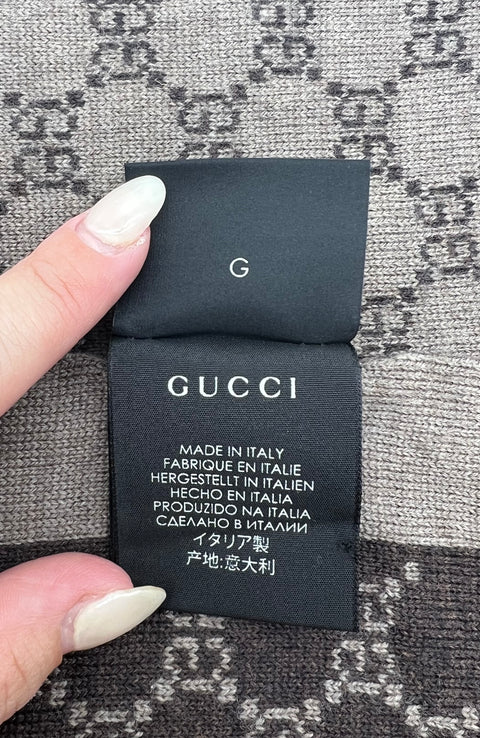 G
GUCCI
MADE IN ITALY
FABRIQUE EN ITALIE
HERGESTELLT IN ITALIEN
HECHO EN ITALIA
PRODUZIDO NA ITALIA
СДЕЛАНО В ИТАЛИИ
イタリア製
产地:意大利